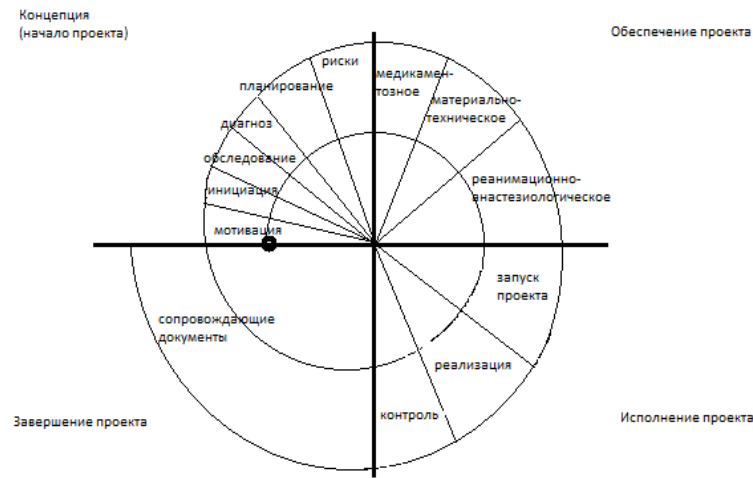 Концепция
(начало проекта)
Обеспечение проекта
риски
медикамен-
тозное
планирование
материально-
техническое
диагноз
обследование
реанимационно-
анастезиологическое
инициация
мотивация
запуск
проекта
сопровождающие
документы
реализация
контроль
Завершение проекта
Исполнение проекта